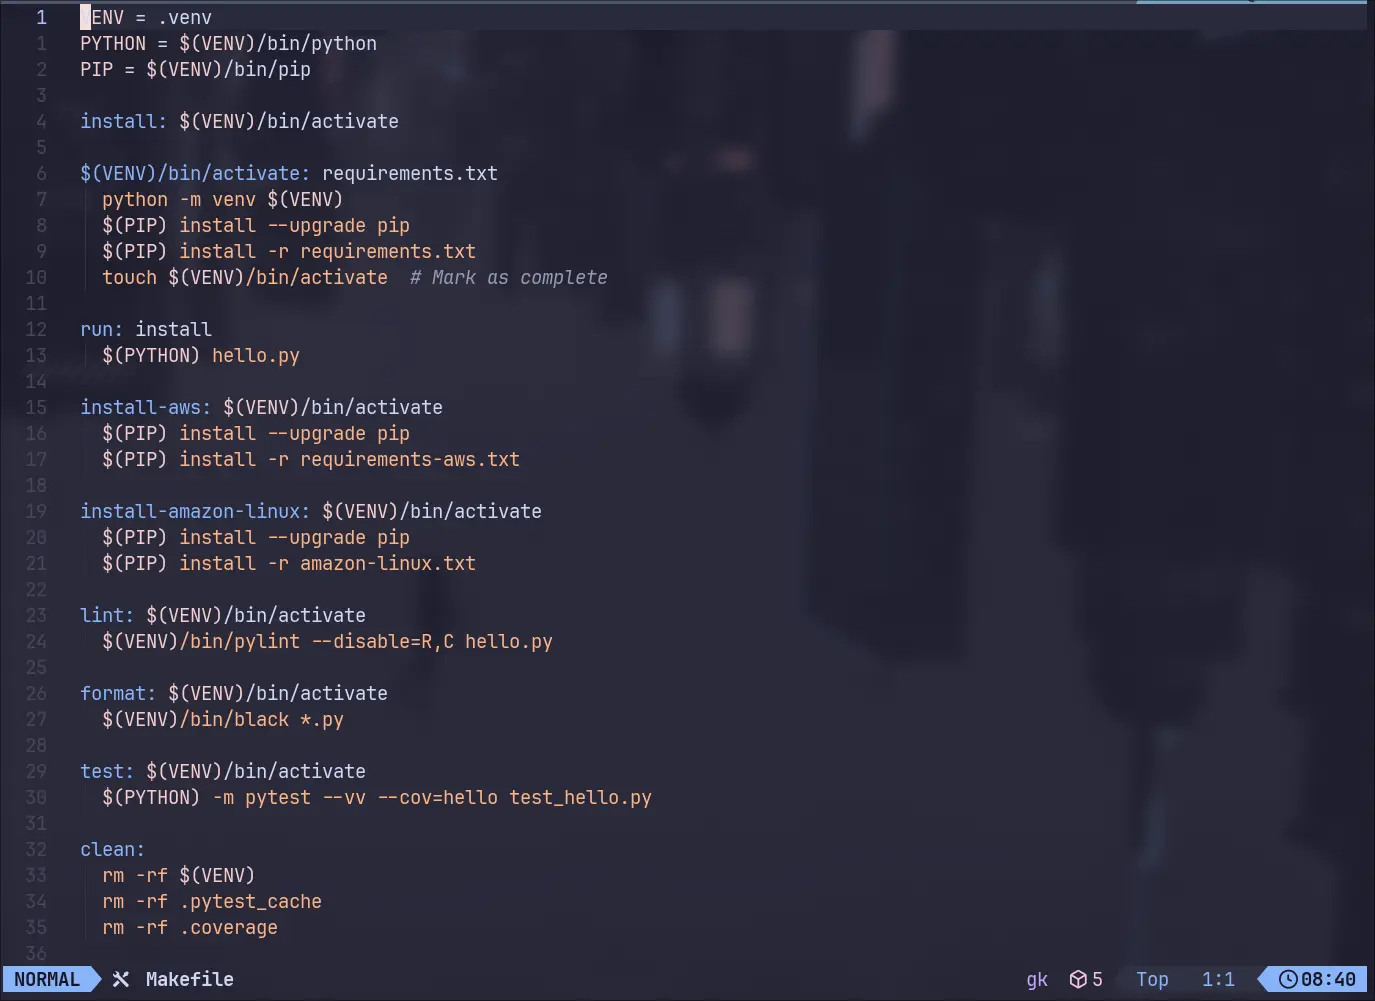 1 VENV = .venv
1 PYTHON = $(VENV)/bin/python
2 PIP = $(VENV)/bin/pip
3
4 install: $(VENV)/bin/activate
5
6 $(VENV)/bin/activate: requirements.txt
7 python -m venv $(VENV)
8 $(PIP) install --upgrade pip
9 $(PIP) install -r requirements.txt
10 touch $(VENV)/bin/activate # Mark as complete
11
12 run: install
13 $(PYTHON) hello.py
14
15 install-aws: $(VENV)/bin/activate
16 $(PIP) install --upgrade pip
17 $(PIP) install -r requirements-aws.txt
18
19 install-amazon-linux: $(VENV)/bin/activate
20 $(PIP) install --upgrade pip
21 $(PIP) install -r amazon-linux.txt
22
23 lint: $(VENV)/bin/activate
24 $(VENV)/bin/pylint --disable=R,C hello.py
25
26 format: $(VENV)/bin/activate
27 $(VENV)/bin/black *.py
28
29 test: $(VENV)/bin/activate
30 $(PYTHON) -m pytest --vv --cov=hello test_hello.py
31
32 clean:
33 rm -rf $(VENV)
34 rm -rf .pytest_cache
35 rm -rf .coverage
36
NORMAL Makefile gk 5 Top 1:1 08:40